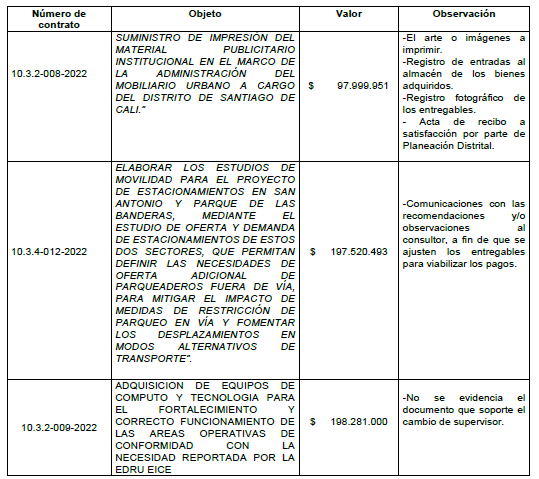 Número de contrato
Objeto
Valor
Observación
10.3.2-008-2022
SUMINISTRO DE IMPRESIÓN DEL
MATERIAL PUBLICITARIO
INSTITUCIONAL EN EL MARCO DE
LA ADMINISTRACIÓN DEL
MOBILIARIO URBANO A CARGO
DEL DISTRITO DE SANTIAGO DE
CALI."
$ 97.999.951
-El arte o imágenes a
imprimir.
-Registro de entradas al
almacén de los bienes
adquiridos.
-Registro fotográfico de
los entregables.
- Acta de recibo a
satisfacción por parte de
Planeación Distrital.
10.3.4-012-2022
ELABORAR LOS ESTUDIOS DE
MOVILIDAD PARA EL PROYECTO
DE ESTACIONAMIENTOS EN SAN
ANTONIO Y PARQUE DE LAS
BANDERAS, MEDIANTE EL
ESTUDIO DE OFERTA Y DEMANDA
DE ESTACIONAMIENTOS DE ESTOS
DOS SECTORES, QUE PERMITAN
DEFINIR LAS NECESIDADES DE
OFERTA ADICIONAL DE
PARQUEADEROS FUERA DE VÍA,
PARA MITIGAR EL IMPACTO DE
MEDIDAS DE RESTRICCIÓN DE
PARQUEO EN VÍA Y FOMENTAR
LOS DESPLAZAMIENTOS EN
MODOS ALTERNATIVOS DE
TRANSPORTE".
$ 197.520.493
-Comunicaciones con las
recomendaciones y/o
observaciones al
consultor, a fin de que se
ajusten los entregables
para viabilizar los pagos.
10.3.2-009-2022
ADQUISICION DE EQUIPOS DE
COMPUTO Y TECNOLOGIA PARA
EL FORTALECIMIENTO Y
CORRECTO FUNCIONAMIENTO DE
LAS AREAS OPERATIVAS DE
CONFORMIDAD CON LA
NECESIDAD REPORTADA POR LA
EDRU EICE
$ 198.281.000
-No se evidencia el
documento que soporte el
cambio de supervisor.